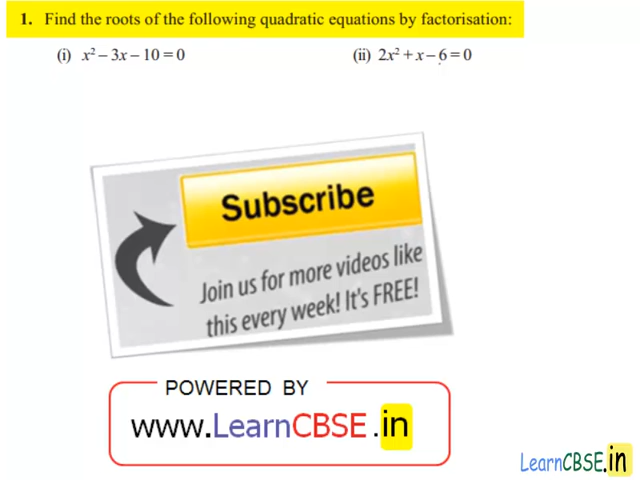 1. Find the roots of the following quadratic equations by factorisation:
(i) x² – 3x – 10 = 0 (ii) 2x² + x – 6 = 0
Subscribe
Join us for more videos like
this every week! It's FREE!
POWERED BY
www.LearnCBSE.in
LearnCBSE.in